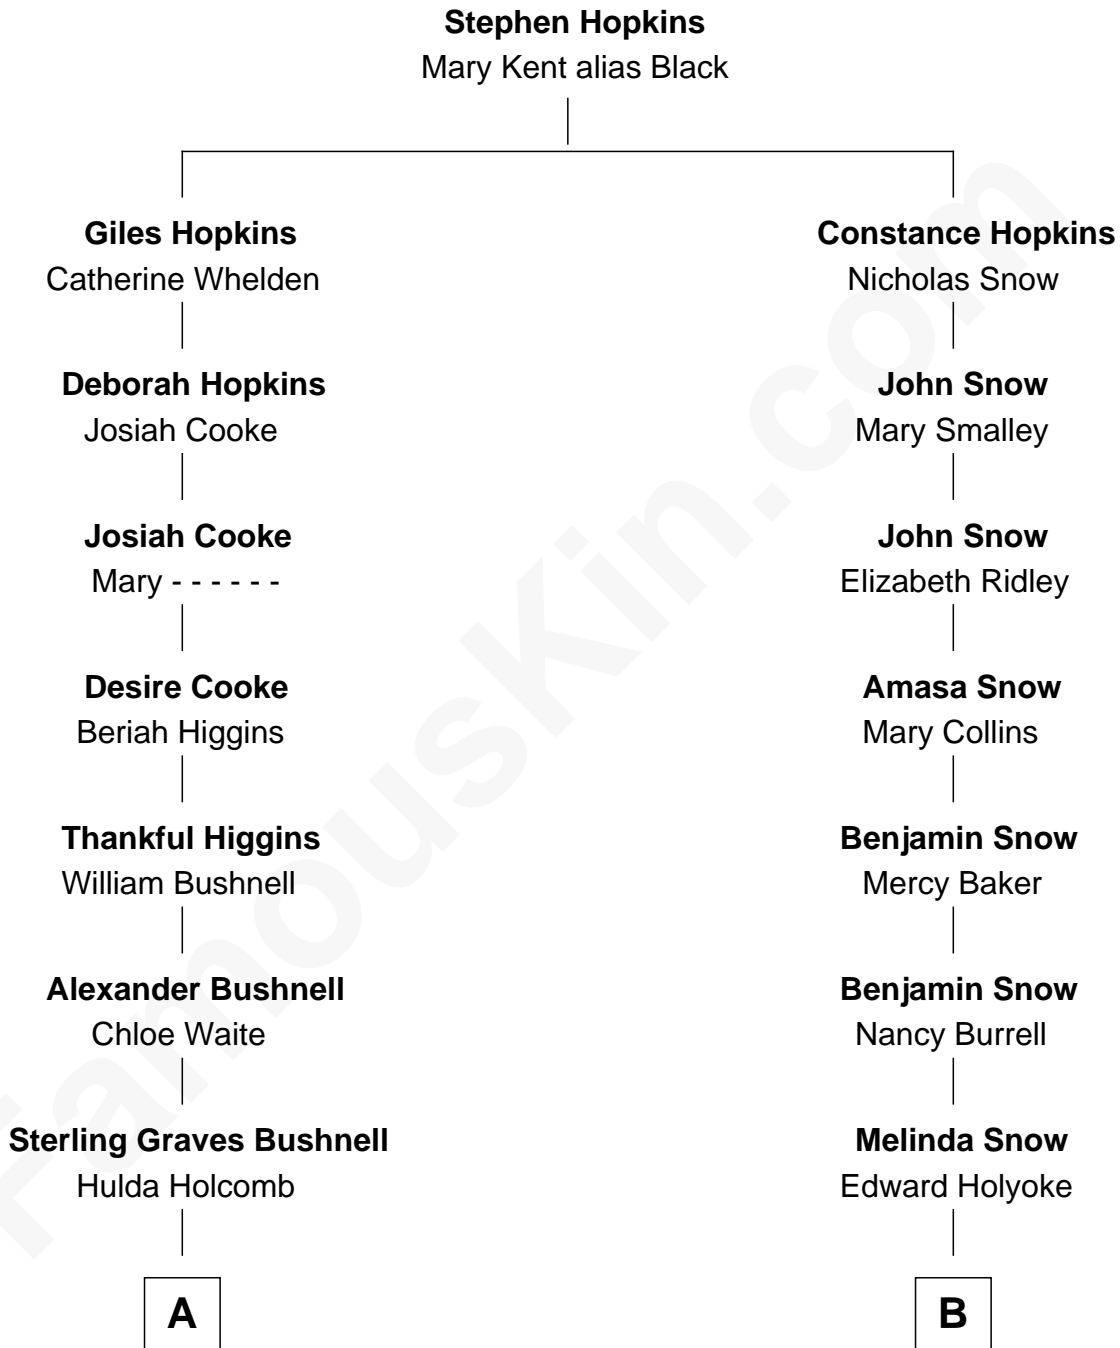 Stephen Hopkins
Mary Kent alias Black
Giles Hopkins
Catherine Whelden
Constance Hopkins
Nicholas Snow
Deborah Hopkins
Josiah Cooke
John Snow
Mary Smalley
Josiah Cooke
Mary - - - - - -
John Snow
Elizabeth Ridley
Desire Cooke
Beriah Higgins
Amasa Snow
Mary Collins
Thankful Higgins
William Bushnell
Benjamin Snow
Mercy Baker
Alexander Bushnell
Chloe Waite
Benjamin Snow
Nancy Burrell
Sterling Graves Bushnell
Hulda Holcomb
Melinda Snow
Edward Holyoke
A
B
FamousKin.com